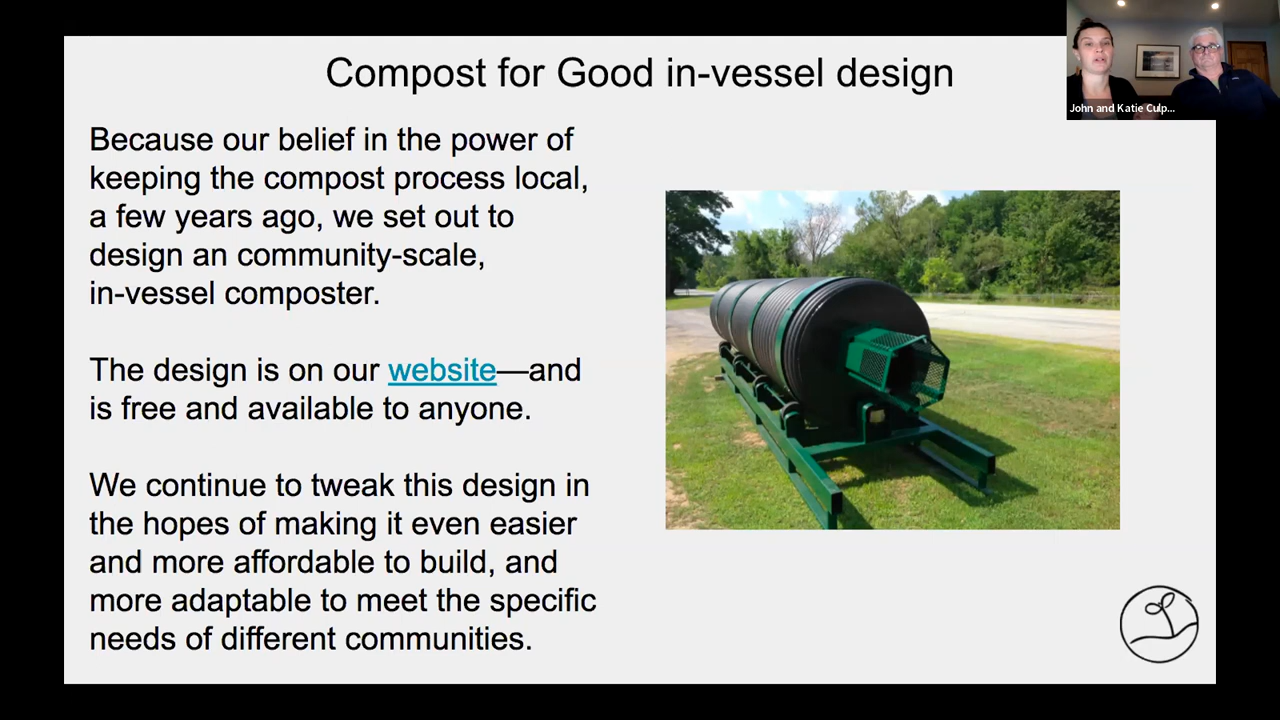 Compost for Good in-vessel design
John and Katie Culp...
Because our belief in the power of
keeping the compost process local,
a few years ago, we set out to
design an community-scale,
in-vessel composter.
The design is on our website—and
is free and available to anyone.
We continue to tweak this design in
the hopes of making it even easier
and more affordable to build, and
more adaptable to meet the specific
needs of different communities.